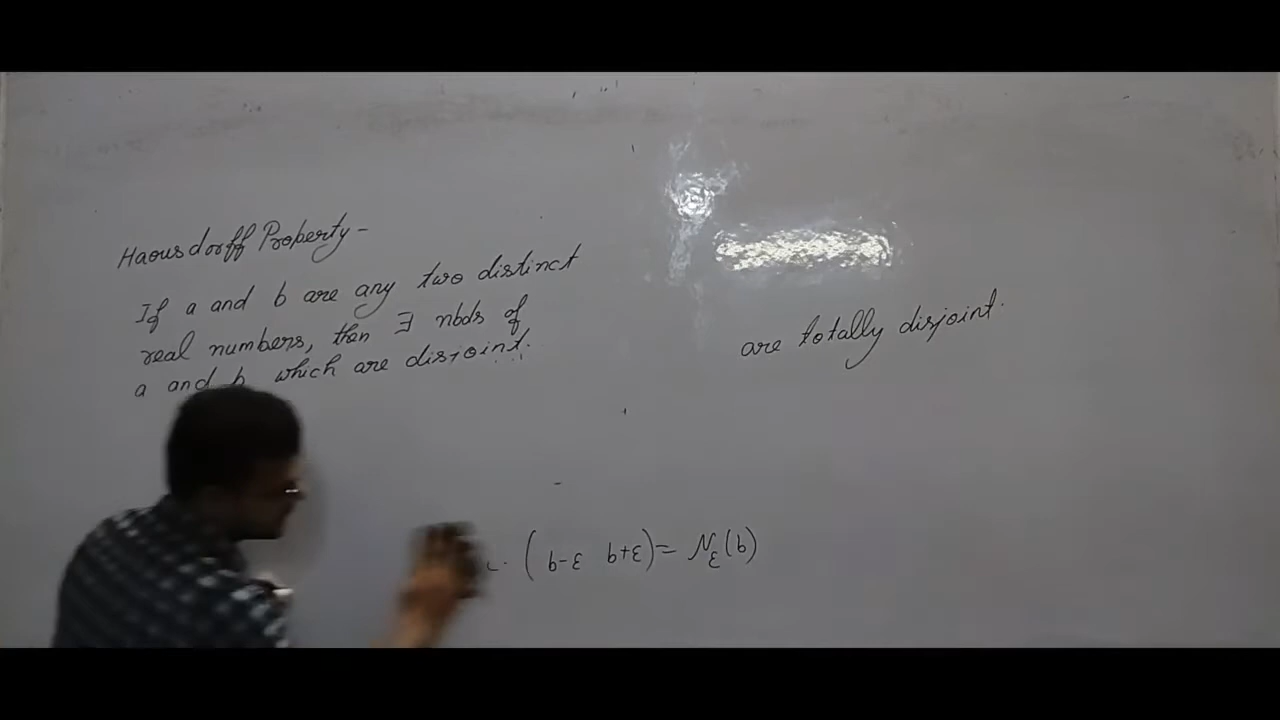 Haousdorff Property-
If a and b are any two distinct
real numbers, then ∃ nbds of
a and b which are disjoint.
are totally disjoint.
( b-ε b+ε)= N_ε(b)